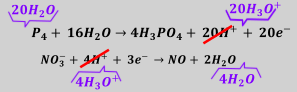 20H₂O 20H₃O⁺
P₄ + 16H₂O → 4H₃PO₄ + 20H⁺ + 20e⁻
NO₃⁻ + 4H⁺ + 3e⁻ → NO + 2H₂O
4H₃O⁺ 4H₂O